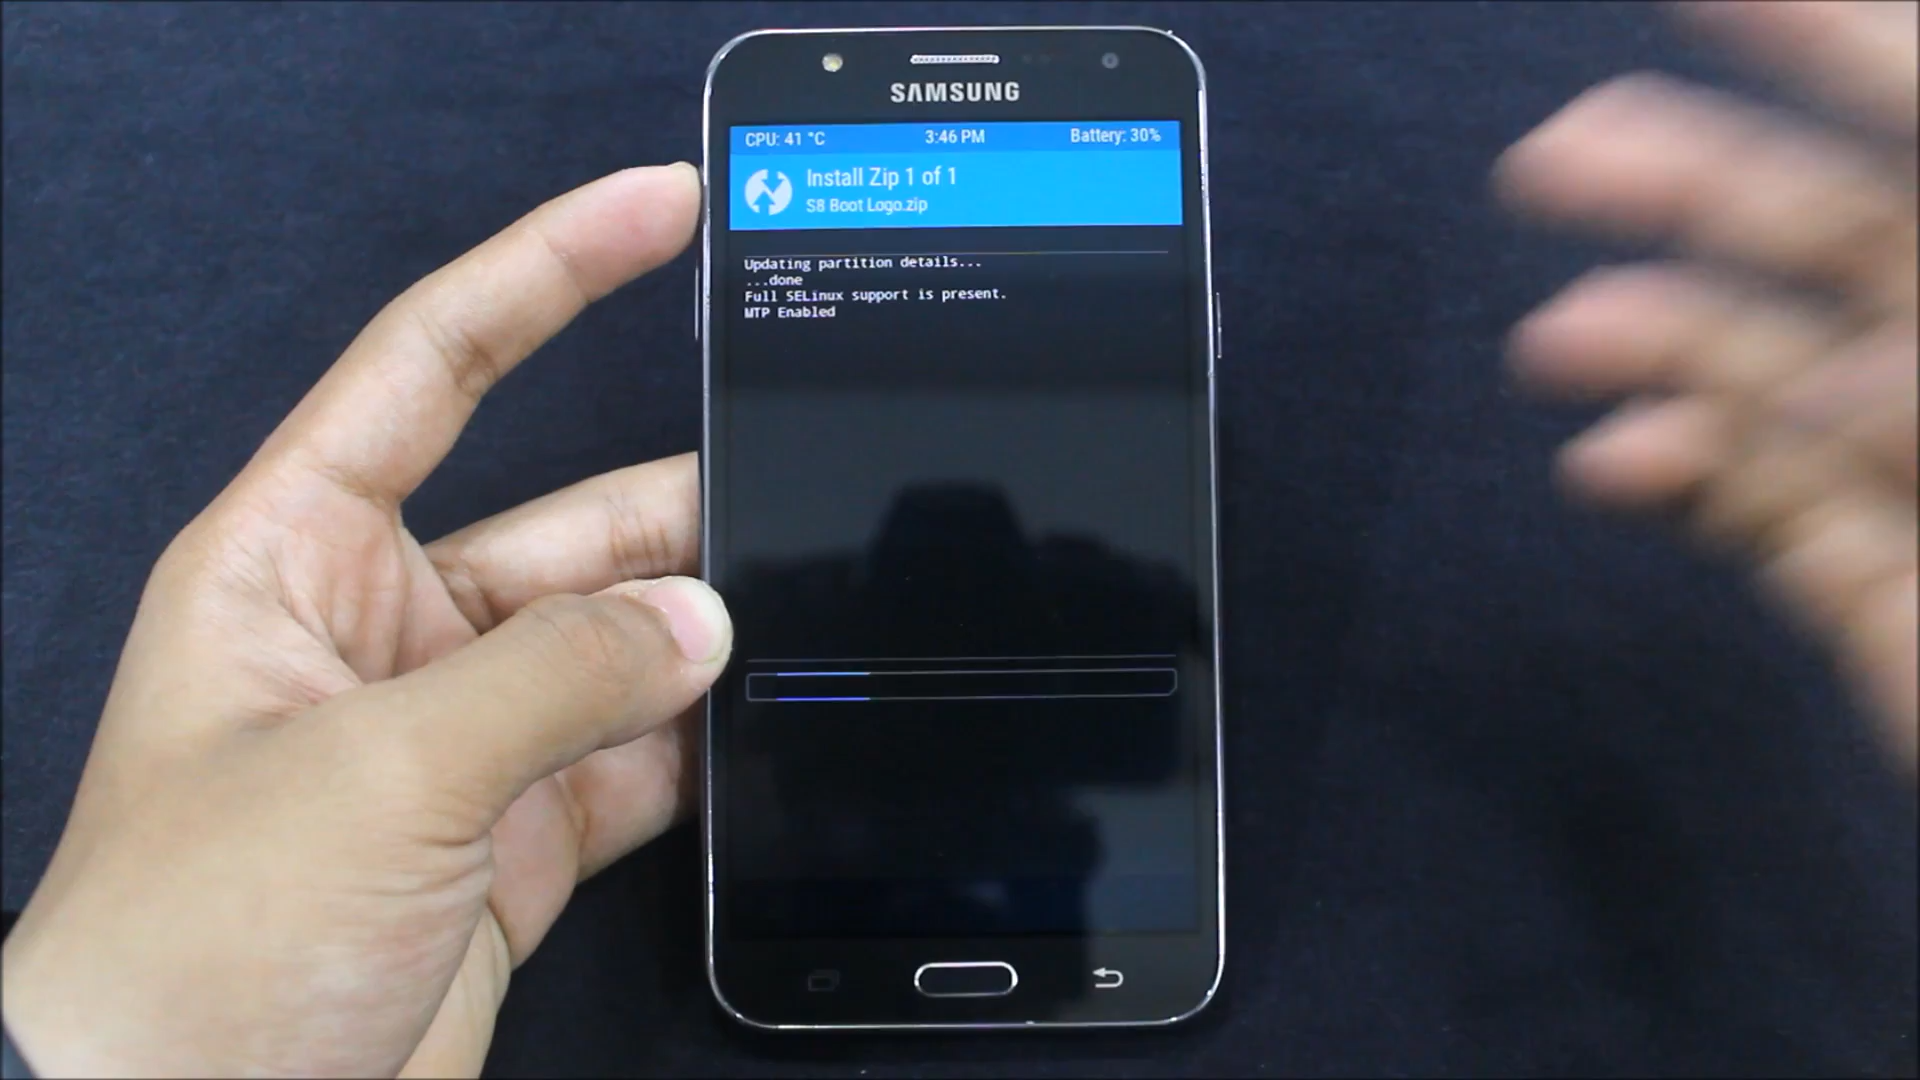 SAMSUNG
CPU: 41 °C 3:46 PM Battery: 30%
Install Zip 1 of 1
S8 Boot Logo.zip
Updating partition details...
...done
Full SELinux support is present.
MTP Enabled